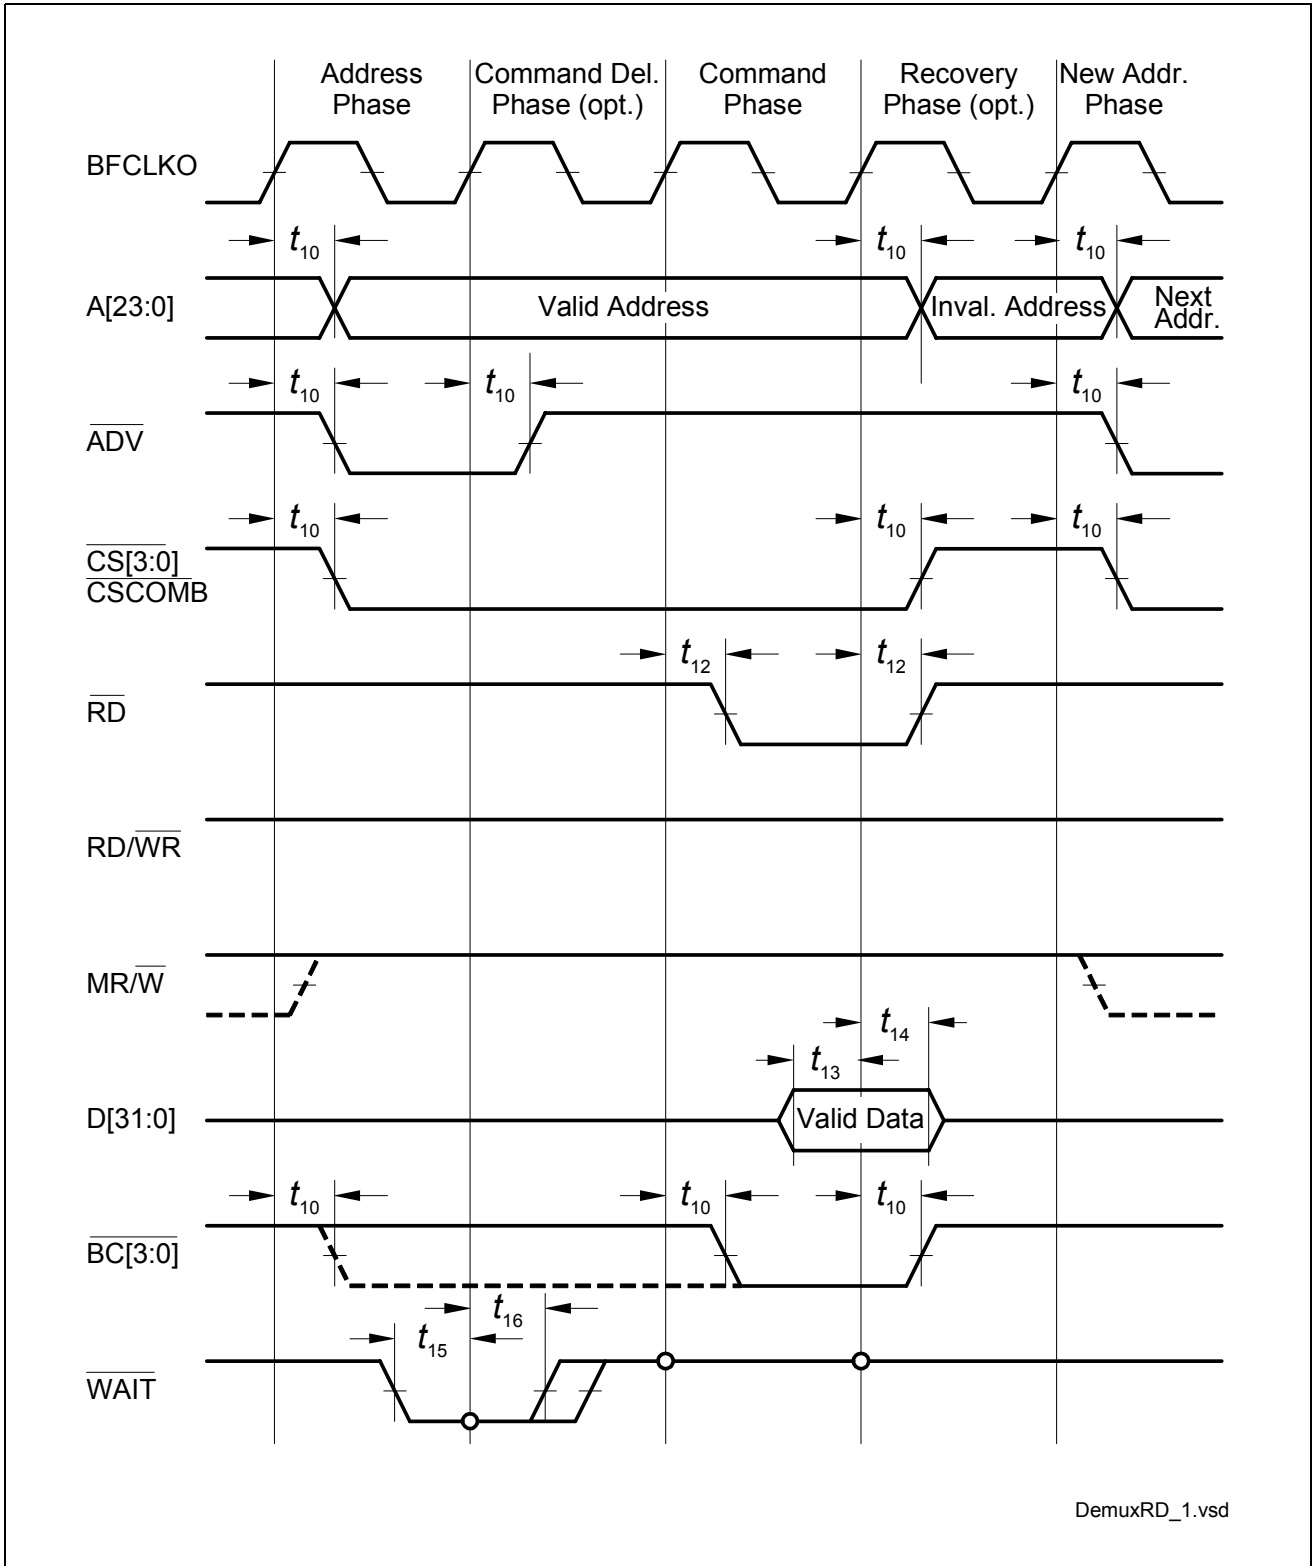 Address Phase
Command Del. Phase (opt.)
Command Phase
Recovery Phase (opt.)
New Addr. Phase
BFCLKO
t10 t10 t10
A[23:0] Valid Address Inval. Address Next Addr.
t10 t10 t10
ADV
t10 t10 t10
CS[3:0]
CSCOMB
t12 t12
RD
RD/WR
MR/W
t14
t13
D[31:0] Valid Data
t10 t10 t10
BC[3:0]
t16
t15
WAIT
DemuxRD_1.vsd